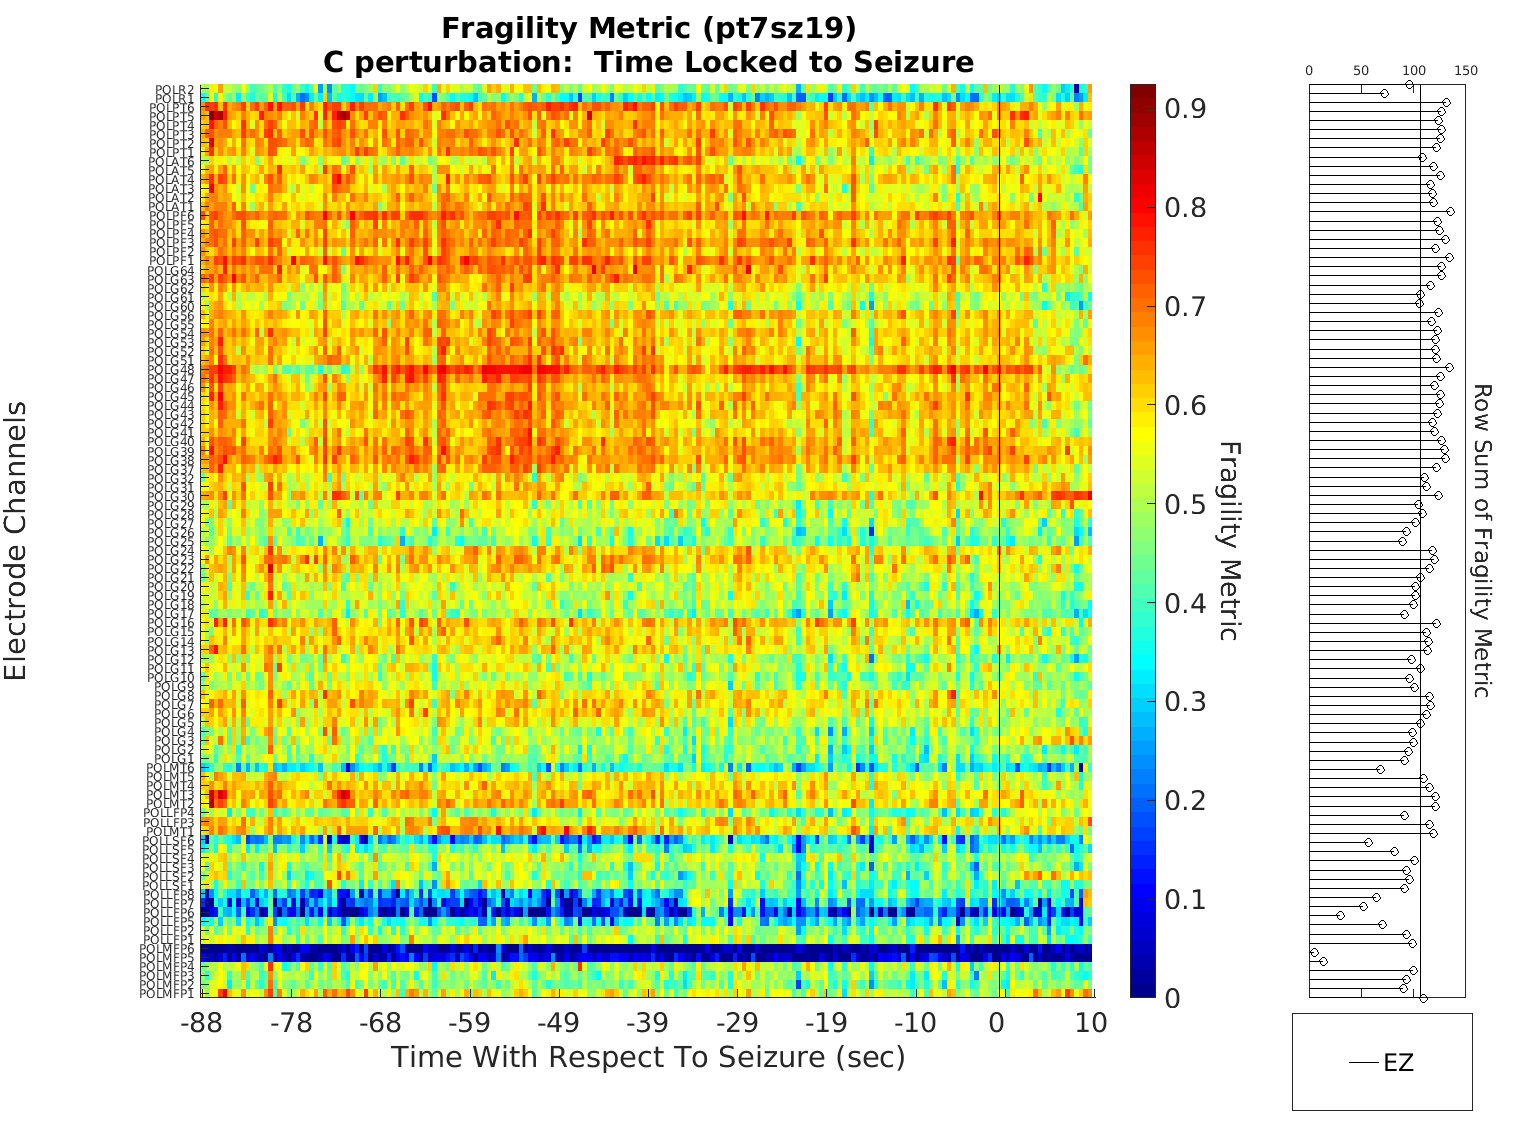 Fragility Metric (pt7sz19)
C perturbation: Time Locked to Seizure
Electrode Channels
POLR2
POLR1
POLPT6
POLPT5
POLPT4
POLPT3
POLPT2
POLPT1
POLAT6
POLAT5
POLAT4
POLAT3
POLAT2
POLAT1
POLPF6
POLPF5
POLPF4
POLPF3
POLPF2
POLPF1
POLG64
POLG63
POLG62
POLG61
POLG60
POLG56
POLG55
POLG54
POLG53
POLG52
POLG51
POLG48
POLG47
POLG46
POLG45
POLG44
POLG43
POLG42
POLG41
POLG40
POLG39
POLG38
POLG37
POLG32
POLG31
POLG30
POLG29
POLG28
POLG27
POLG26
POLG25
POLG24
POLG23
POLG22
POLG21
POLG20
POLG19
POLG18
POLG17
POLG16
POLG15
POLG14
POLG13
POLG12
POLG11
POLG10
POLG9
POLG8
POLG7
POLG6
POLG5
POLG4
POLG3
POLG2
POLG1
POLMT6
POLMT5
POLMT4
POLMT3
POLMT2
POLLFP4
POLLFP3
POLMT1
POLLSF6
POLLSF5
POLLSF4
POLLSF3
POLLSF2
POLLSF1
POLLFP8
POLLFP7
POLLFP6
POLLFP5
POLLFP2
POLLFP1
POLMFP6
POLMFP5
POLMFP4
POLMFP3
POLMFP2
POLMFP1
-88 -78 -68 -59 -49 -39 -29 -19 -10 0 10
Time With Respect To Seizure (sec)
0.9
0.8
0.7
0.6
0.5
0.4
0.3
0.2
0.1
0
Fragility Metric
0 50 100 150
Row Sum of Fragility Metric
EZ